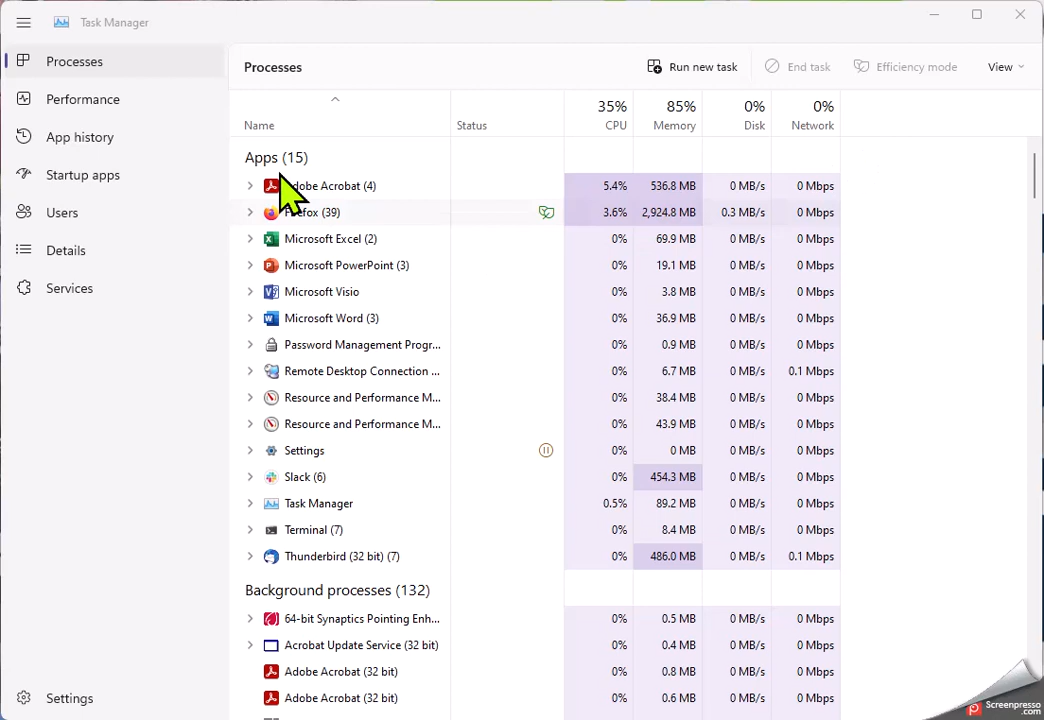 Task Manager
Processes
Performance
App history
Startup apps
Users
Details
Services
Settings
Processes Run new task End task Efficiency mode View
35% 85% 0% 0%
Name Status CPU Memory Disk Network
Apps (15)
Adobe Acrobat (4) 5.4% 536.8 MB 0 MB/s 0 Mbps
Firefox (39) 3.6% 2,924.8 MB 0.3 MB/s 0 Mbps
Microsoft Excel (2) 0% 69.9 MB 0 MB/s 0 Mbps
Microsoft PowerPoint (3) 0% 19.1 MB 0 MB/s 0 Mbps
Microsoft Visio 0% 3.8 MB 0 MB/s 0 Mbps
Microsoft Word (3) 0% 36.9 MB 0 MB/s 0 Mbps
Password Management Progr... 0% 0.9 MB 0 MB/s 0 Mbps
Remote Desktop Connection ... 0% 6.7 MB 0 MB/s 0.1 Mbps
Resource and Performance M... 0% 38.4 MB 0 MB/s 0 Mbps
Resource and Performance M... 0% 43.9 MB 0 MB/s 0 Mbps
Settings 0% 0 MB 0 MB/s 0 Mbps
Slack (6) 0% 454.3 MB 0 MB/s 0 Mbps
Task Manager 0.5% 89.2 MB 0 MB/s 0 Mbps
Terminal (7) 0% 8.4 MB 0 MB/s 0 Mbps
Thunderbird (32 bit) (7) 0% 486.0 MB 0 MB/s 0.1 Mbps
Background processes (132)
64-bit Synaptics Pointing Enh... 0% 0.5 MB 0 MB/s 0 Mbps
Acrobat Update Service (32 bit) 0% 0.4 MB 0 MB/s 0 Mbps
Adobe Acrobat (32 bit) 0% 0.8 MB 0 MB/s 0 Mbps
Adobe Acrobat (32 bit) 0% 0.6 MB 0 MB/s 0 Mbps
Screenpresso
.com